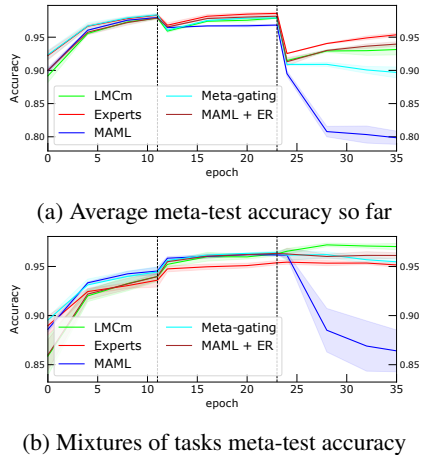 0.95
0.90
0.85
0.80
Accuracy
LMCm
Experts
MAML
Meta-gating
MAML + ER
0.95
0.90
0.85
0.80
0 5 10 15 20 25 30 35
epoch
(a) Average meta-test accuracy so far
0.95
0.90
0.85
Accuracy
LMCm
Experts
MAML
Meta-gating
MAML + ER
0.95
0.90
0.85
0 5 10 15 20 25 30 35
epoch
(b) Mixtures of tasks meta-test accuracy